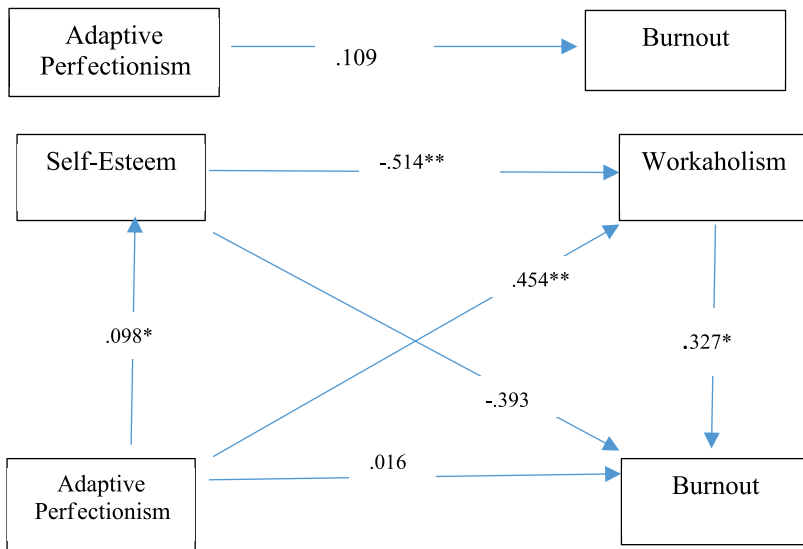 Adaptive
Perfectionism
.109
Burnout
Self-Esteem
-.514**
Workaholism
.454**
.098*
.327*
-.393
.016
Adaptive
Perfectionism
Burnout